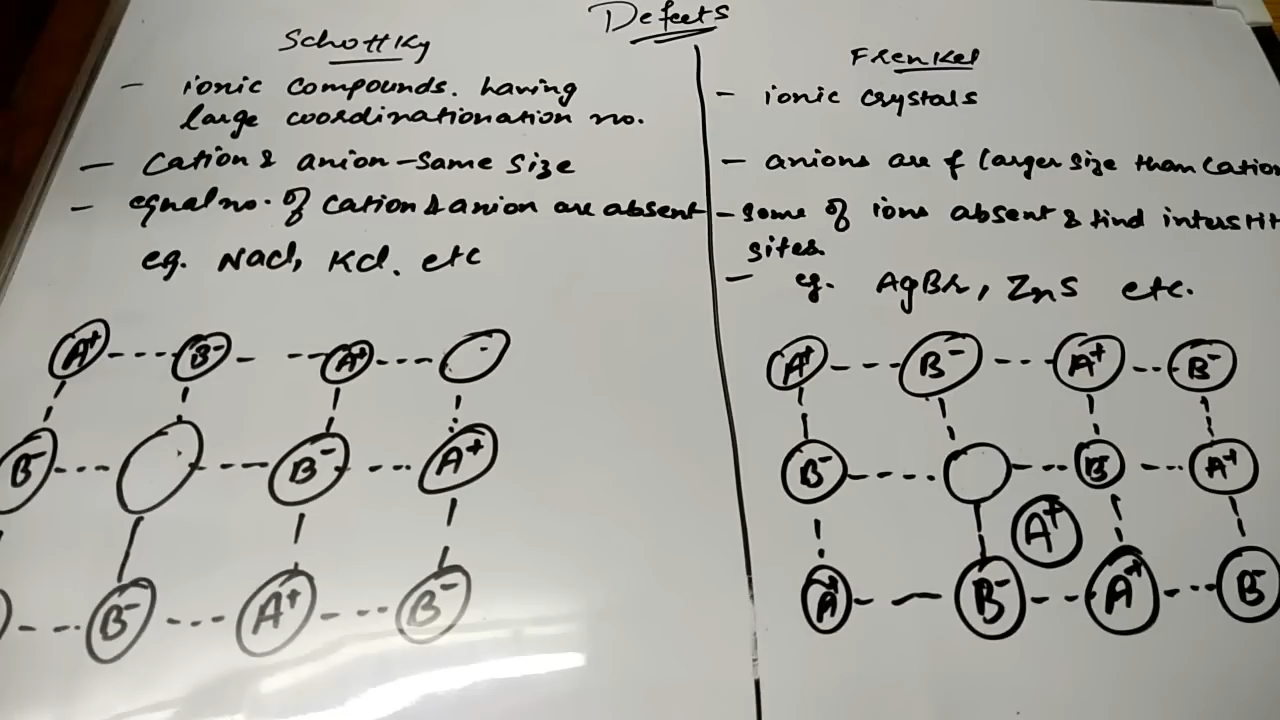 Defects
Schottky
- ionic compounds. having
large coordinationation no.
- Cation & anion - Same Size
- equal no. of cation & anion are absent
eg. Nacl, Kcl. etc
A+ B- A+
B- B- A+
B- A+ B-
Frenkel
- ionic crystals
- anions are of larger size than Catio
- Some of ions absent & find interstit
sites
- eg. AgBr, ZnS etc.
A+ B- A+ B-
B- B A+
A+
A+ B- A+ B-